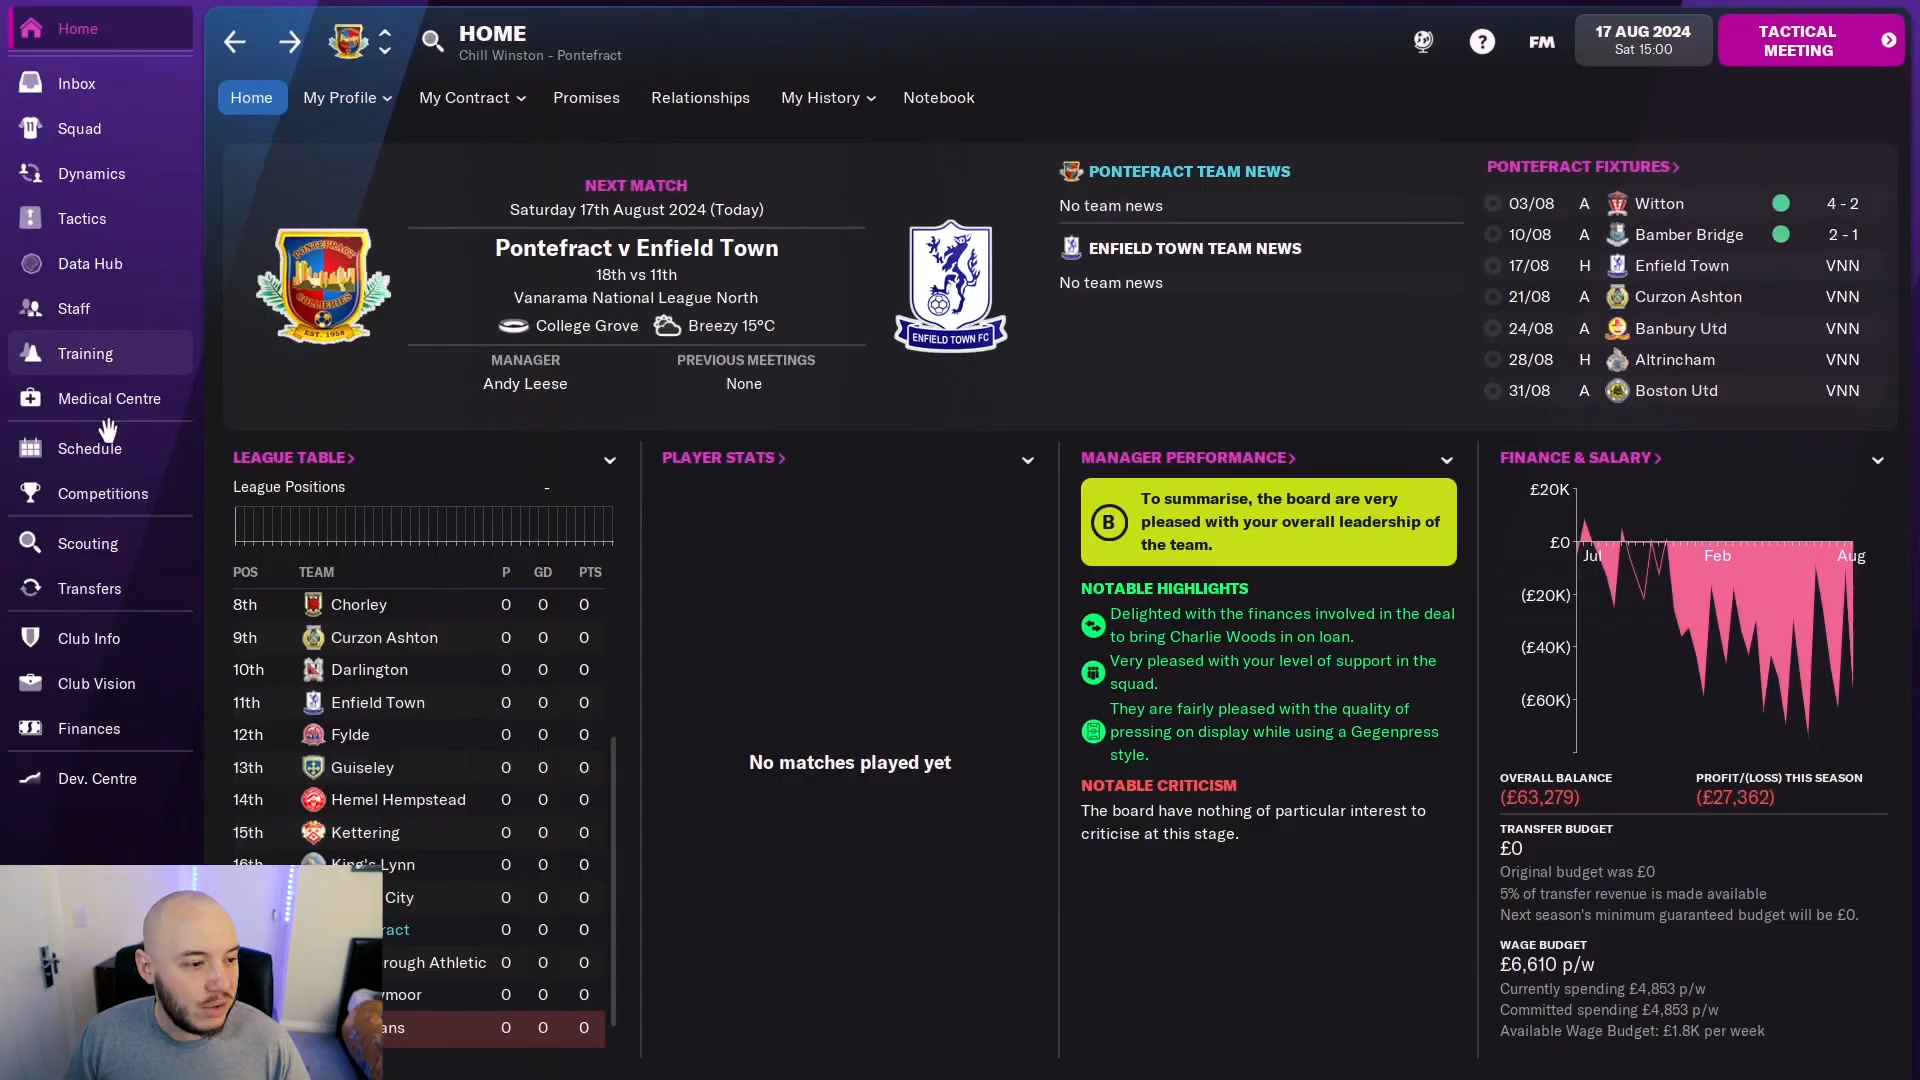 Home
Inbox
Squad
Dynamics
Tactics
Data Hub
Staff
Training
Medical Centre
Schedule
Competitions
Scouting
Transfers
Club Info
Club Vision
Finances
Dev. Centre
HOME
Chill Winston - Pontefract
?
FM
17 AUG 2024
Sat 15:00
TACTICAL
MEETING
Home
My Profile
My Contract
Promises
Relationships
My History
Notebook
NEXT MATCH
Saturday 17th August 2024 (Today)
Pontefract v Enfield Town
18th vs 11th
Vanarama National League North
College Grove
Breezy 15°C
MANAGER
PREVIOUS MEETINGS
Andy Leese
None
PONTEFRACT
COLLIERIES
EST. 1958
ENFIELD TOWN FC
PONTEFRACT TEAM NEWS
No team news
ENFIELD TOWN TEAM NEWS
No team news
PONTEFRACT FIXTURES
03/08 A Witton 4 - 2
10/08 A Bamber Bridge 2 - 1
17/08 H Enfield Town VNN
21/08 A Curzon Ashton VNN
24/08 A Banbury Utd VNN
28/08 H Altrincham VNN
31/08 A Boston Utd VNN
LEAGUE TABLE
League Positions -
POS TEAM P GD PTS
8th Chorley 0 0 0
9th Curzon Ashton 0 0 0
10th Darlington 0 0 0
11th Enfield Town 0 0 0
12th Fylde 0 0 0
13th Guiseley 0 0 0
14th Hemel Hempstead 0 0 0
15th Kettering 0 0 0
16th King's Lynn 0 0 0
City 0 0 0
ract 0 0 0
rough Athletic 0 0 0
ymoor 0 0 0
ans 0 0 0
PLAYER STATS
No matches played yet
MANAGER PERFORMANCE
B
To summarise, the board are very
pleased with your overall leadership of
the team.
NOTABLE HIGHLIGHTS
Delighted with the finances involved in the deal
to bring Charlie Woods in on loan.
Very pleased with your level of support in the
squad.
They are fairly pleased with the quality of
pressing on display while using a Gegenpress
style.
NOTABLE CRITICISM
The board have nothing of particular interest to
criticise at this stage.
FINANCE & SALARY
£20K
£0
(£20K)
(£40K)
(£60K)
Jul
Feb
Aug
OVERALL BALANCE
(£63,279)
PROFIT/(LOSS) THIS SEASON
(£27,362)
TRANSFER BUDGET
£0
Original budget was £0
5% of transfer revenue is made available
Next season's minimum guaranteed budget will be £0.
WAGE BUDGET
£6,610 p/w
Currently spending £4,853 p/w
Committed spending £4,853 p/w
Available Wage Budget: £1.8K per week